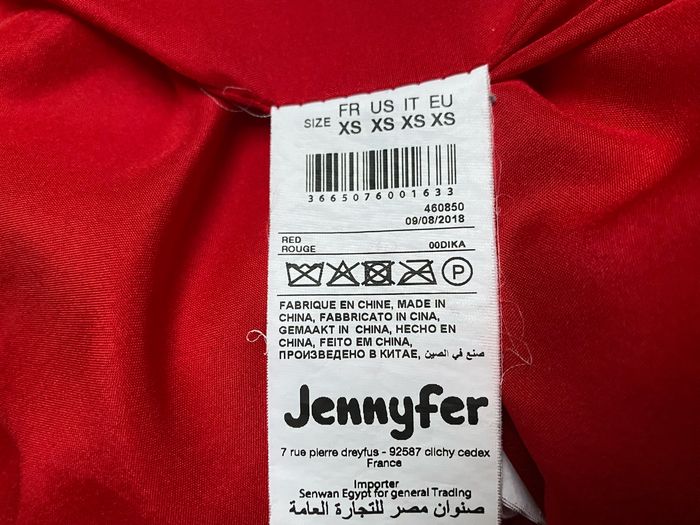 FR US IT EU
SIZE XS XS XS XS
3665076001633
460850
09/08/2018
RED
ROUGE 00DIKA
P
FABRIQUE EN CHINE, MADE IN
CHINA, FABBRICATO IN CINA,
GEMAAKT IN CHINA, HECHO EN
CHINA, FEITO EM CHINA,
ПРОИЗВЕДЕНО В КИТАЕ, صنع في الصين
Jennyfer
7 rue pierre dreyfus - 92587 clichy cedex
France
Importer
Senwan Egypt for general Trading
صنوان مصر للتجارة العامة